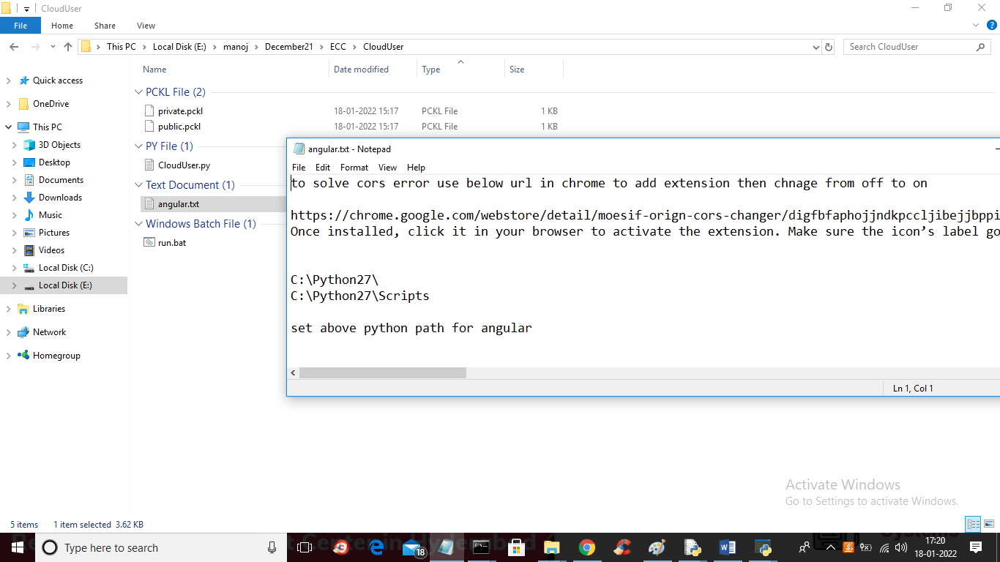 CloudUser
File Home Share View
This PC Local Disk (E:) manoj December21 ECC CloudUser
Search CloudUser
Name Date modified Type Size
Quick access
OneDrive
This PC
3D Objects
Desktop
Documents
Downloads
Music
Pictures
Videos
Local Disk (C:)
Local Disk (E:)
Libraries
Network
Homegroup
PCKL File (2)
private.pckl 18-01-2022 15:17 PCKL File 1 KB
public.pckl 18-01-2022 15:17 PCKL File 1 KB
PY File (1)
CloudUser.py
Text Document (1)
angular.txt
Windows Batch File (1)
run.bat
angular.txt - Notepad
File Edit Format View Help
to solve cors error use below url in chrome to add extension then chnage from off to on
https://chrome.google.com/webstore/detail/moesif-orign-cors-changer/digfbfaphojjndkpccljibejjbppi
Once installed, click it in your browser to activate the extension. Make sure the icon’s label go
C:\Python27\
C:\Python27\Scripts
set above python path for angular
Ln 1, Col 1
Activate Windows
Go to Settings to activate Windows.
5 items 1 item selected 3.62 KB
Type here to search
18
17:20
18-01-2022